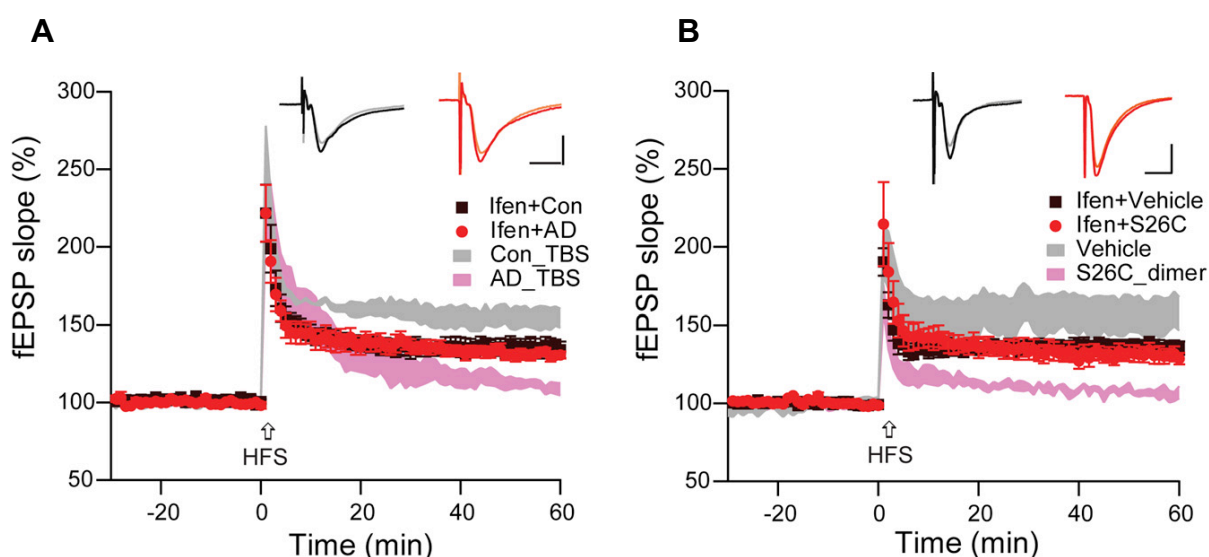 A
fEPSP slope (%)
300
250
200
150
100
50
Ifen+Con
Ifen+AD
Con_TBS
AD_TBS
HFS
-20
0
20
40
60
Time (min)
B
fEPSP slope (%)
300
250
200
150
100
50
Ifen+Vehicle
Ifen+S26C
Vehicle
S26C_dimer
HFS
-20
0
20
40
60
Time (min)